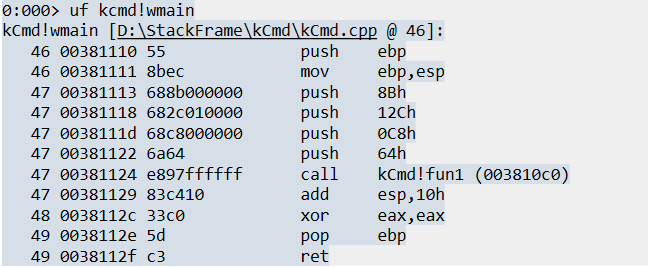 0:000> uf kcmd!wmain
kCmd!wmain [D:\StackFrame\kCmd\kCmd.cpp @ 46]:
46 00381110 55 push ebp
46 00381111 8bec mov ebp,esp
47 00381113 688b000000 push 8Bh
47 00381118 682c010000 push 12Ch
47 0038111d 68c8000000 push 0C8h
47 00381122 6a64 push 64h
47 00381124 e897ffffff call kCmd!fun1 (003810c0)
47 00381129 83c410 add esp,10h
48 0038112c 33c0 xor eax,eax
49 0038112e 5d pop ebp
49 0038112f c3 ret